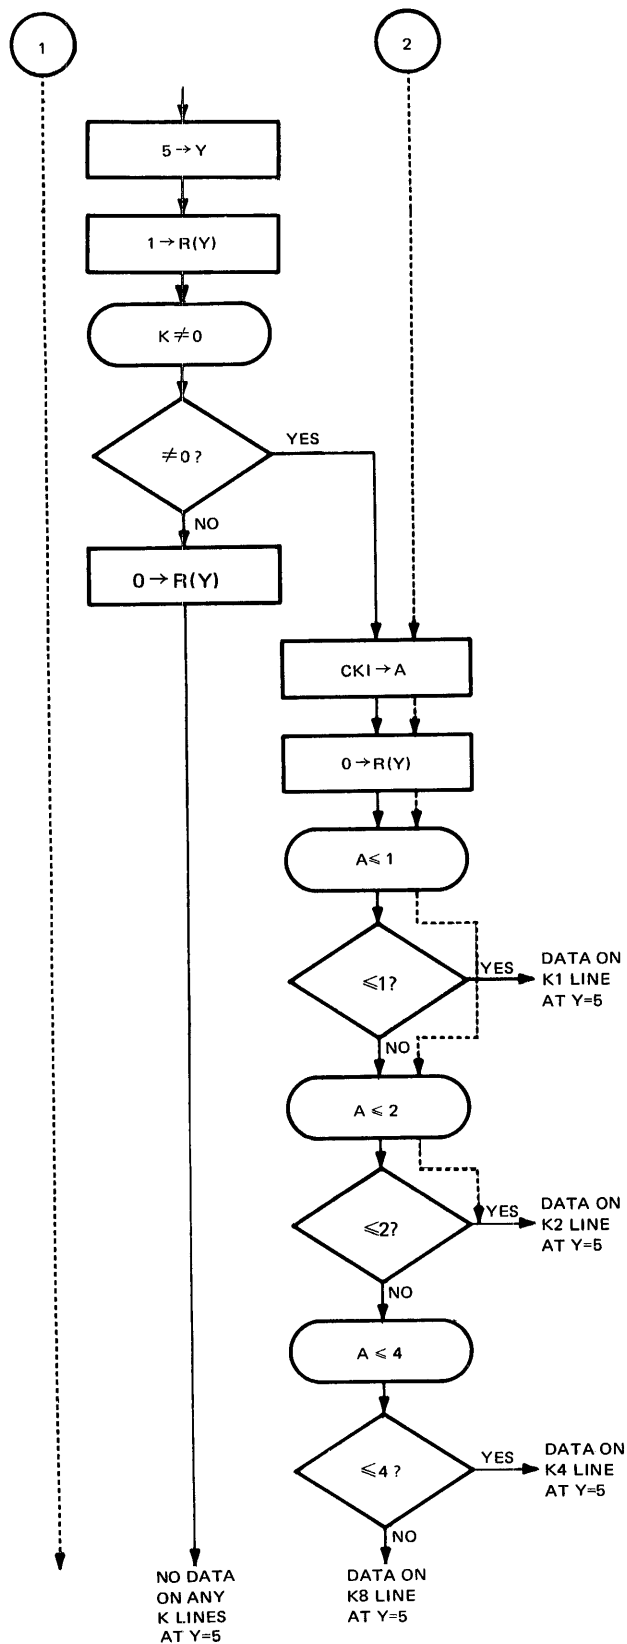 1
2
5→Y
1→R(Y)
K≠0
≠0?
YES
NO
0→R(Y)
CKI→A
0→R(Y)
A≤1
≤1?
YES
DATA ON
K1 LINE
AT Y=5
NO
A≤2
≤2?
YES
DATA ON
K2 LINE
AT Y=5
NO
A≤4
≤4?
YES
DATA ON
K4 LINE
AT Y=5
NO
NO DATA
ON ANY
K LINES
AT Y=5
DATA ON
K8 LINE
AT Y=5